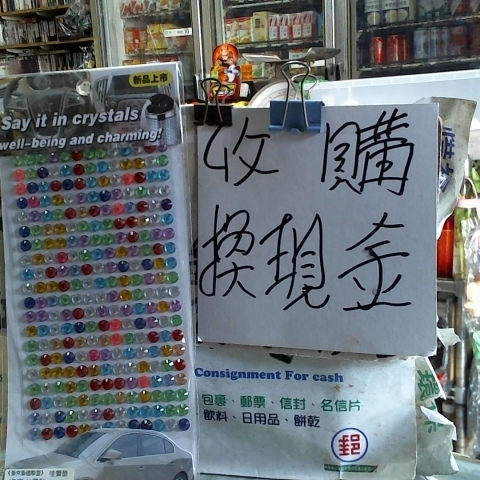 新品上市
Say it in crystals
well-being and charming!
收購
換現金
Consignment For cash
包裹、郵票、信封、名信片
飲料、日用品、餅乾
郵